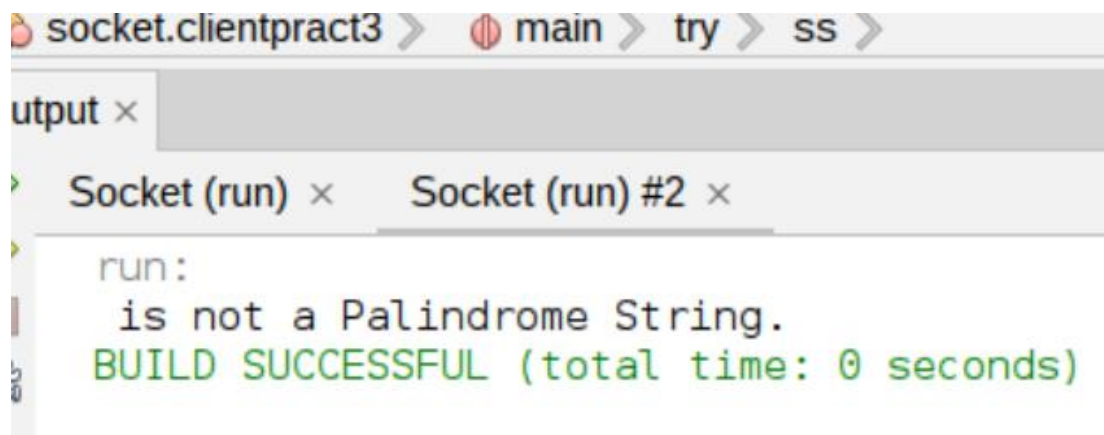 socket.clientpract3 main try ss
utput ×
Socket (run) × Socket (run) #2 ×
run:
is not a Palindrome String.
BUILD SUCCESSFUL (total time: 0 seconds)